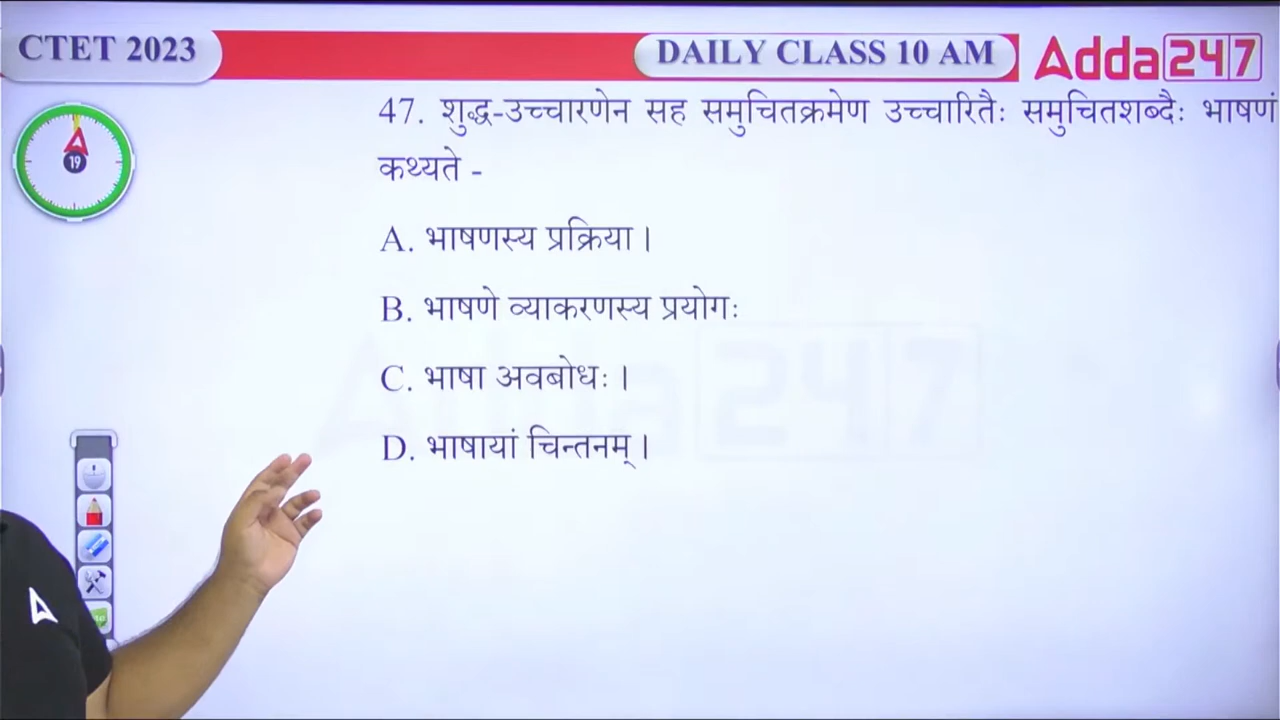 CTET 2023
DAILY CLASS 10 AM
Adda247
19
47. शुद्ध-उच्चारणेन सह समुचितक्रमेण उच्चारितैः समुचितशब्दैः भाषणं
कथ्यते -
A. भाषणस्य प्रक्रिया।
B. भाषणे व्याकरणस्य प्रयोगः
C. भाषा अवबोधः।
D. भाषायां चिन्तनम्।
Adda247